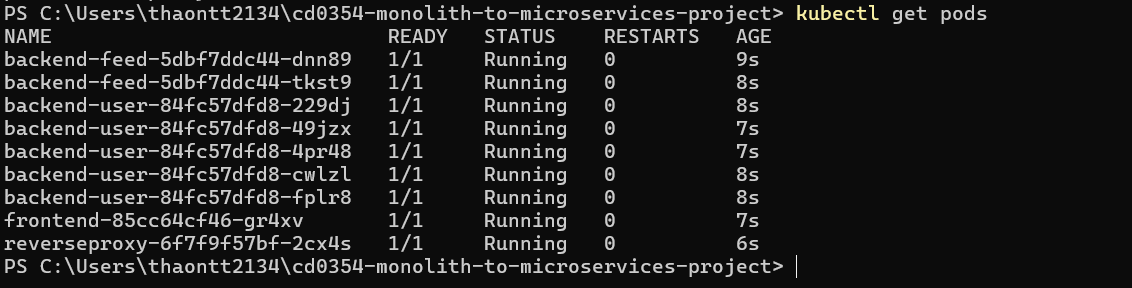 PS C:\Users\thaontt2134\cd0354-monolith-to-microservices-project> kubectl get pods
NAME                            READY   STATUS    RESTARTS   AGE
backend-feed-5dbf7ddc44-dnn89   1/1     Running   0          9s
backend-feed-5dbf7ddc44-tkst9   1/1     Running   0          8s
backend-user-84fc57dfd8-229dj   1/1     Running   0          8s
backend-user-84fc57dfd8-49jzx   1/1     Running   0          7s
backend-user-84fc57dfd8-4pr48   1/1     Running   0          7s
backend-user-84fc57dfd8-cwlzl   1/1     Running   0          8s
backend-user-84fc57dfd8-fplr8   1/1     Running   0          8s
frontend-85cc64cf46-gr4xv       1/1     Running   0          7s
reverseproxy-6f7f9f57bf-2cx4s   1/1     Running   0          6s
PS C:\Users\thaontt2134\cd0354-monolith-to-microservices-project>